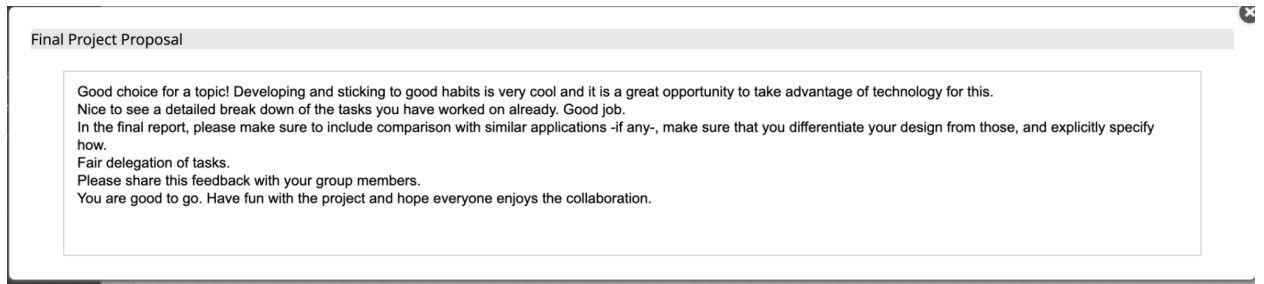 Final Project Proposal
Good choice for a topic! Developing and sticking to good habits is very cool and it is a great opportunity to take advantage of technology for this.
Nice to see a detailed break down of the tasks you have worked on already. Good job.
In the final report, please make sure to include comparison with similar applications -if any-, make sure that you differentiate your design from those, and explicitly specify
how.
Fair delegation of tasks.
Please share this feedback with your group members.
You are good to go. Have fun with the project and hope everyone enjoys the collaboration.